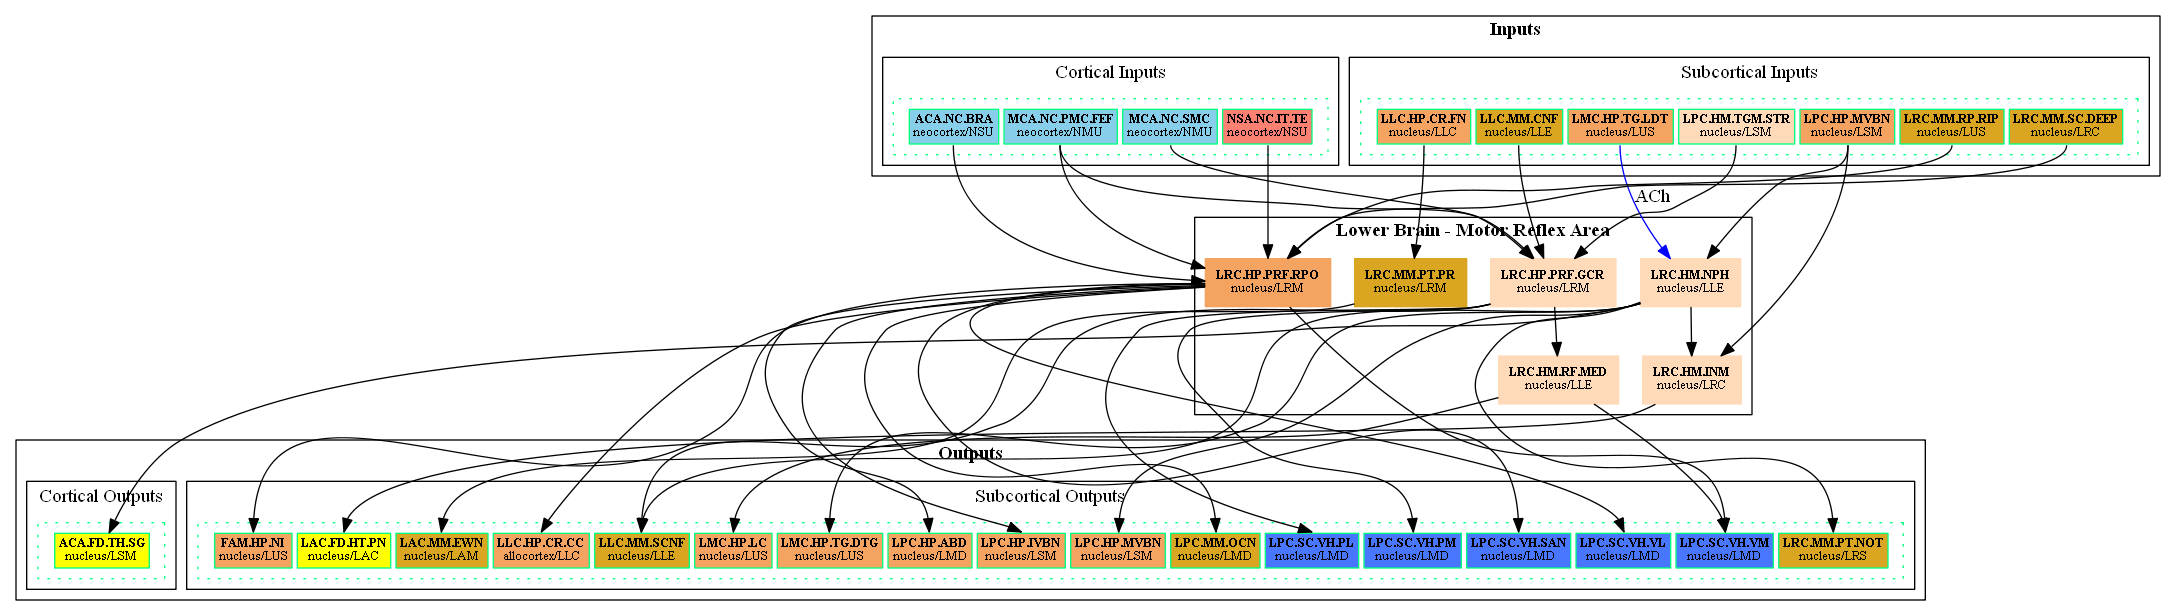 Inputs
Cortical Inputs
Subcortical Inputs
ACA.NC.BRA
neocortex/NSU
MCA.NC.PMC.FEF
neocortex/NMU
MCA.NC.SMC
neocortex/NMU
NSA.NC.IT.TE
neocortex/NSU
LLC.HP.CR.FN
nucleus/LLC
LLC.MM.CNF
nucleus/LLE
LMC.HP.TG.LDT
nucleus/LUS
LPC.HM.TGM.STR
nucleus/LSM
LPC.HP.MVBN
nucleus/LSM
LRC.MM.RP.RIP
nucleus/LUS
LRC.MM.SC.DEEP
nucleus/LRC
ACh
Lower Brain - Motor Reflex Area
LRC.HP.PRF.RPO
nucleus/LRM
LRC.MM.PT.PR
nucleus/LRM
LRC.HP.PRF.GCR
nucleus/LRM
LRC.HM.NPH
nucleus/LLE
LRC.HM.RF.MED
nucleus/LLE
LRC.HM.INM
nucleus/LRC
Outputs
Cortical Outputs
Subcortical Outputs
ACA.FD.TH.SG
nucleus/LSM
FAM.HP.NI
nucleus/LUS
LAC.FD.HT.PN
nucleus/LAC
LAC.MM.EWN
nucleus/LAM
LLC.HP.CR.CC
allocortex/LLC
LLC.MM.SCNF
nucleus/LLE
LMC.HP.LC
nucleus/LUS
LMC.HP.TG.DTG
nucleus/LUS
LPC.HP.ABD
nucleus/LMD
LPC.HP.IVBN
nucleus/LSM
LPC.HP.MVBN
nucleus/LSM
LPC.MM.OCN
nucleus/LMD
LPC.SC.VH.PL
nucleus/LMD
LPC.SC.VH.PM
nucleus/LMD
LPC.SC.VH.SAN
nucleus/LMD
LPC.SC.VH.VL
nucleus/LMD
LPC.SC.VH.VM
nucleus/LMD
LRC.MM.PT.NOT
nucleus/LRS